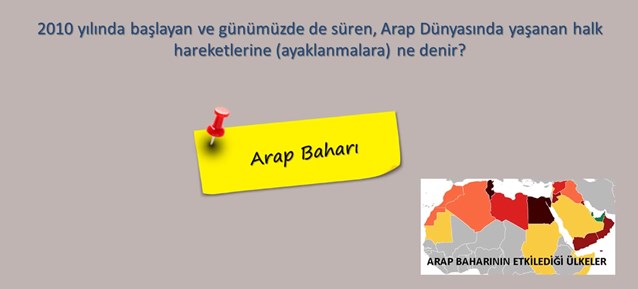 2010 yılında başlayan ve günümüzde de süren, Arap Dünyasında yaşanan halk
hareketlerine (ayaklanmalara) ne denir?
Arap Baharı
ARAP BAHARININ ETKİLEDİĞİ ÜLKELER